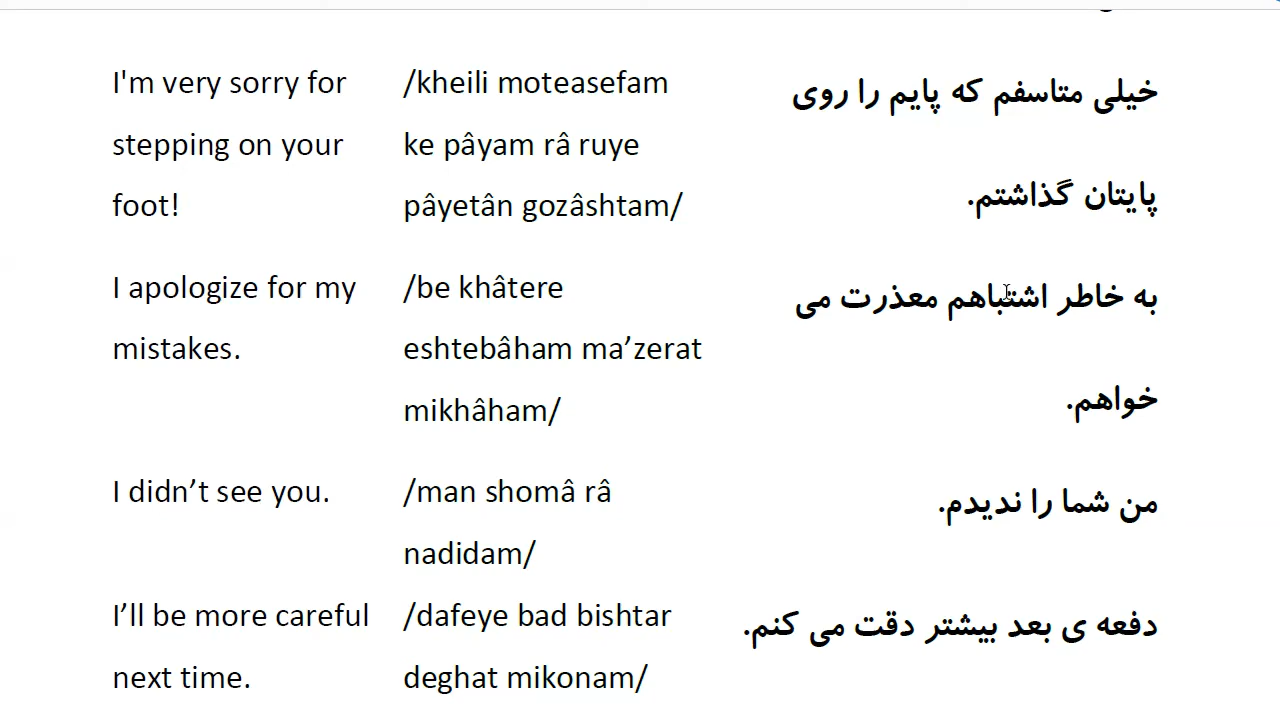 I'm very sorry for
stepping on your
foot!
/kheili moteasefam
ke pâyam râ ruye
pâyetân gozâshtam/
خیلی متاسفم که پایم را روی
پایتان گذاشتم.
I apologize for my
mistakes.
/be khâtere
eshtebâham ma’zerat
mikhâham/
به خاطر اشتباهم معذرت می
خواهم.
I didn’t see you.
/man shomâ râ
nadidam/
من شما را ندیدم.
I’ll be more careful
next time.
/dafeye bad bishtar
deghat mikonam/
دفعه ی بعد بیشتر دقت می کنم.